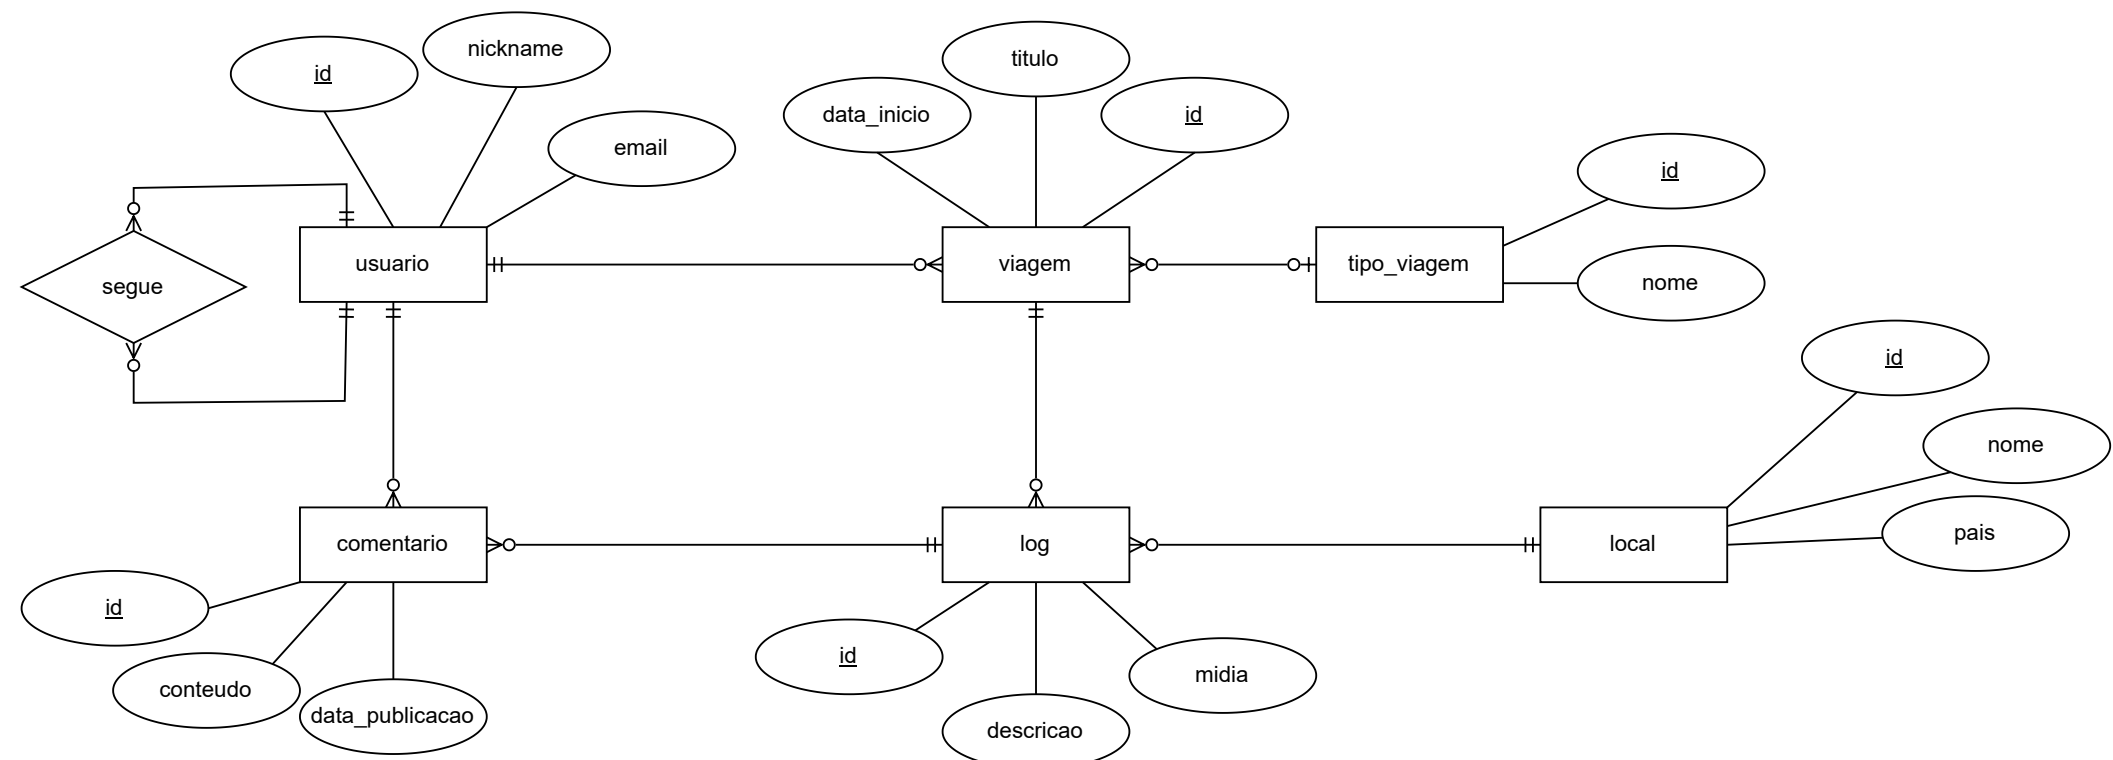 nickname
titulo
id
data_inicio
id
email
id
usuario
viagem
tipo_viagem
nome
segue
id
nome
pais
comentario
log
local
id
id
midia
conteudo
data_publicacao
descricao